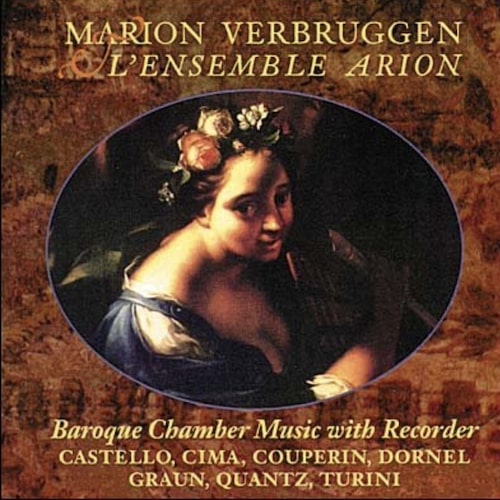 MARION VERBRUGGEN
& L'ENSEMBLE ARION
Baroque Chamber Music with Recorder
CASTELLO, CIMA, COUPERIN, DORNEL
GRAUN, QUANTZ, TURINI